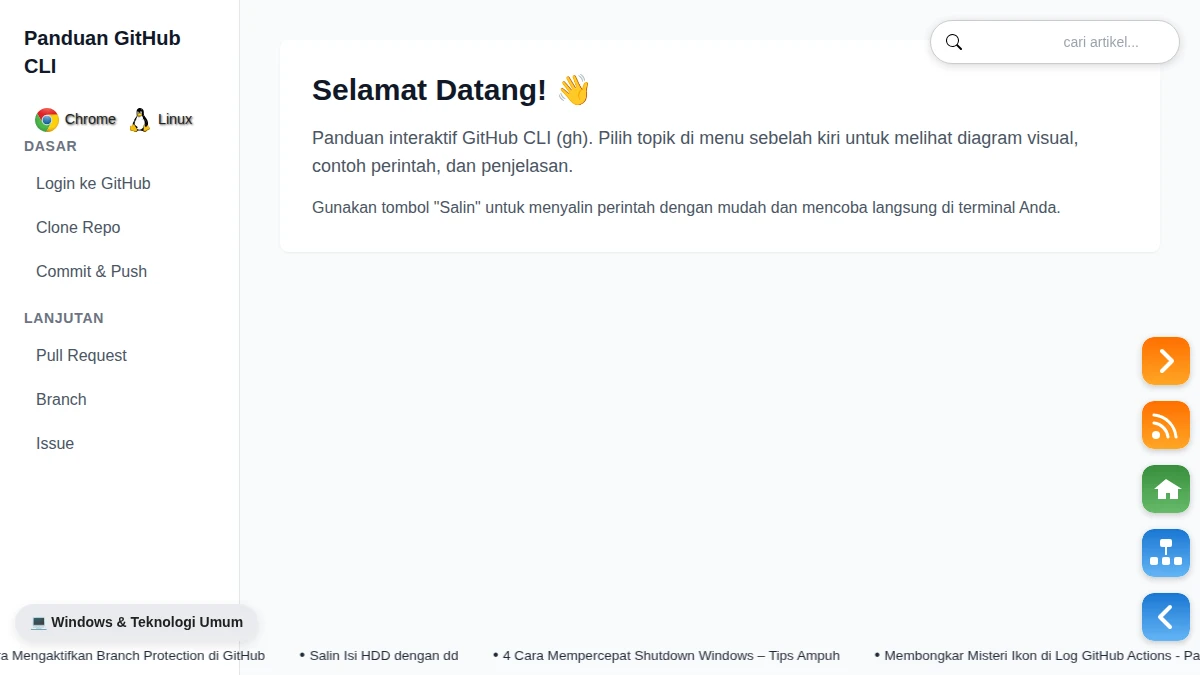 Panduan GitHub
CLI
Chrome Linux
DASAR
Login ke GitHub
Clone Repo
Commit & Push
LANJUTAN
Pull Request
Branch
Issue
cari artikel...
Selamat Datang! 👋
Panduan interaktif GitHub CLI (gh). Pilih topik di menu sebelah kiri untuk melihat diagram visual,
contoh perintah, dan penjelasan.
Gunakan tombol "Salin" untuk menyalin perintah dengan mudah dan mencoba langsung di terminal Anda.
💻 Windows & Teknologi Umum
a Mengaktifkan Branch Protection di GitHub • Salin Isi HDD dengan dd • 4 Cara Mempercepat Shutdown Windows – Tips Ampuh • Membongkar Misteri Ikon di Log GitHub Actions - Pa